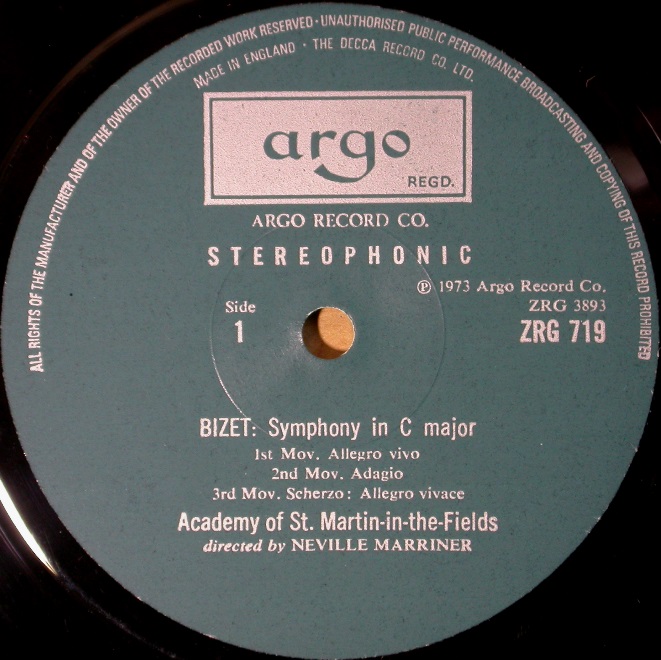 ALL RIGHTS OF THE MANUFACTURER AND OF THE OWNER OF THE RECORDED WORK RESERVED · UNAUTHORISED PUBLIC PERFORMANCE BROADCASTING AND COPYING OF THIS RECORD PROHIBITED
MADE IN ENGLAND · THE DECCA RECORD CO. LTD.
argo
REGD.
ARGO RECORD CO.
STEREOPHONIC
℗ 1973 Argo Record Co.
Side
ZRG 3893
1
ZRG 719
BIZET: Symphony in C major
1st Mov. Allegro vivo
2nd Mov. Adagio
3rd Mov. Scherzo: Allegro vivace
Academy of St. Martin-in-the-Fields
directed by NEVILLE MARRINER